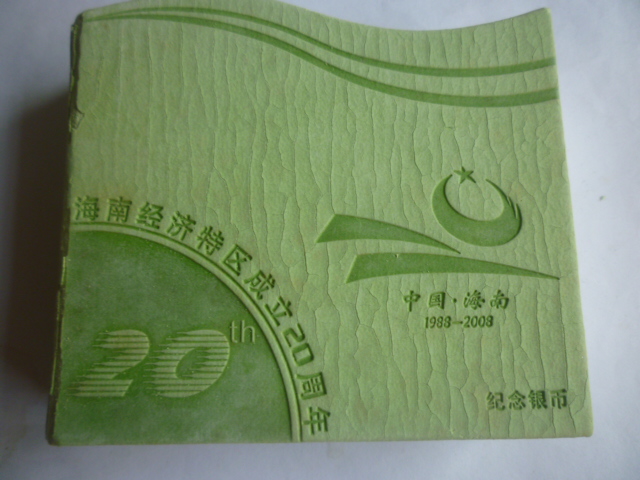 海南经济特区成立20周年
20th
中国·海南
1988-2008
纪念银币